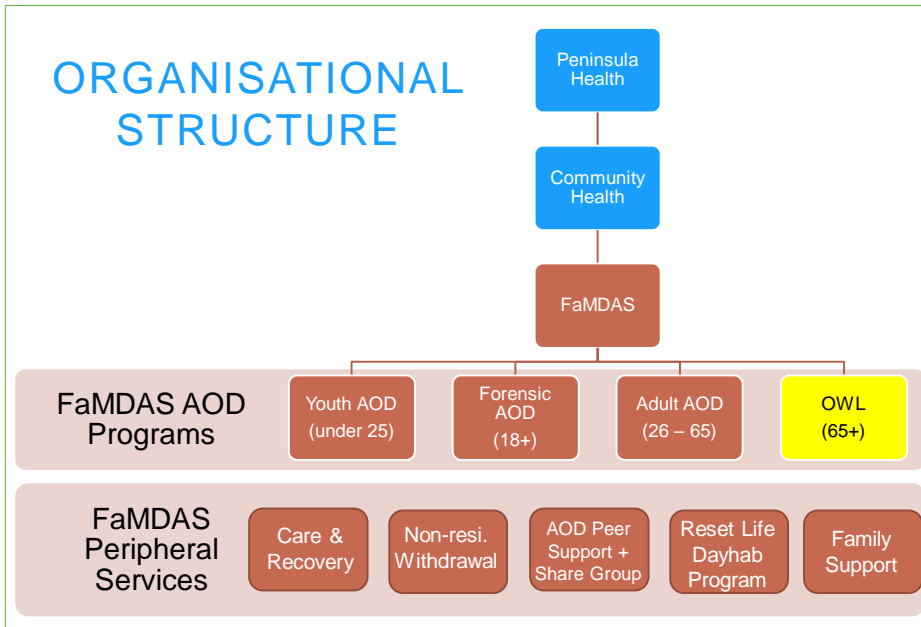 ORGANISATIONAL
STRUCTURE
Peninsula
Health
Community
Health
FaMDAS
FaMDAS AOD
Programs
Youth AOD
(under 25)
Forensic
AOD
(18+)
Adult AOD
(26 – 65)
OWL
(65+)
FaMDAS
Peripheral
Services
Care &
Recovery
Non-resi.
Withdrawal
AOD Peer
Support +
Share Group
Reset Life
Dayhab
Program
Family
Support